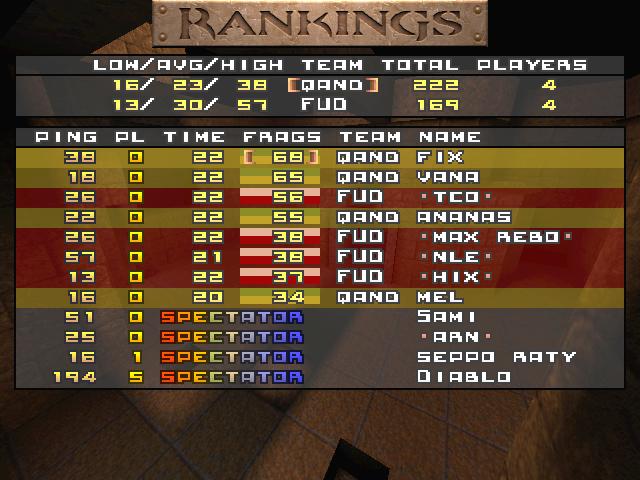 RANKINGS
LOW/AVG/HIGH TEAM TOTAL PLAYERS
16/ 23/ 38 [QAND] 222 4
13/ 30/ 57 FUD 169 4
PING PL TIME FRAGS TEAM NAME
38 0 22 [ 68 ] QAND FIX
18 0 22 65 QAND VANA
26 0 22 56 FUD ·TCO·
22 0 22 55 QAND ANANAS
26 0 22 38 FUD ·MAX REBO·
57 0 21 38 FUD ·NLE·
13 0 22 37 FUD ·HIX·
16 0 20 34 QAND MEL
51 0 SPECTATOR SAMI
25 0 SPECTATOR ·ARN·
16 1 SPECTATOR SEPPO RATY
194 5 SPECTATOR DIABLO